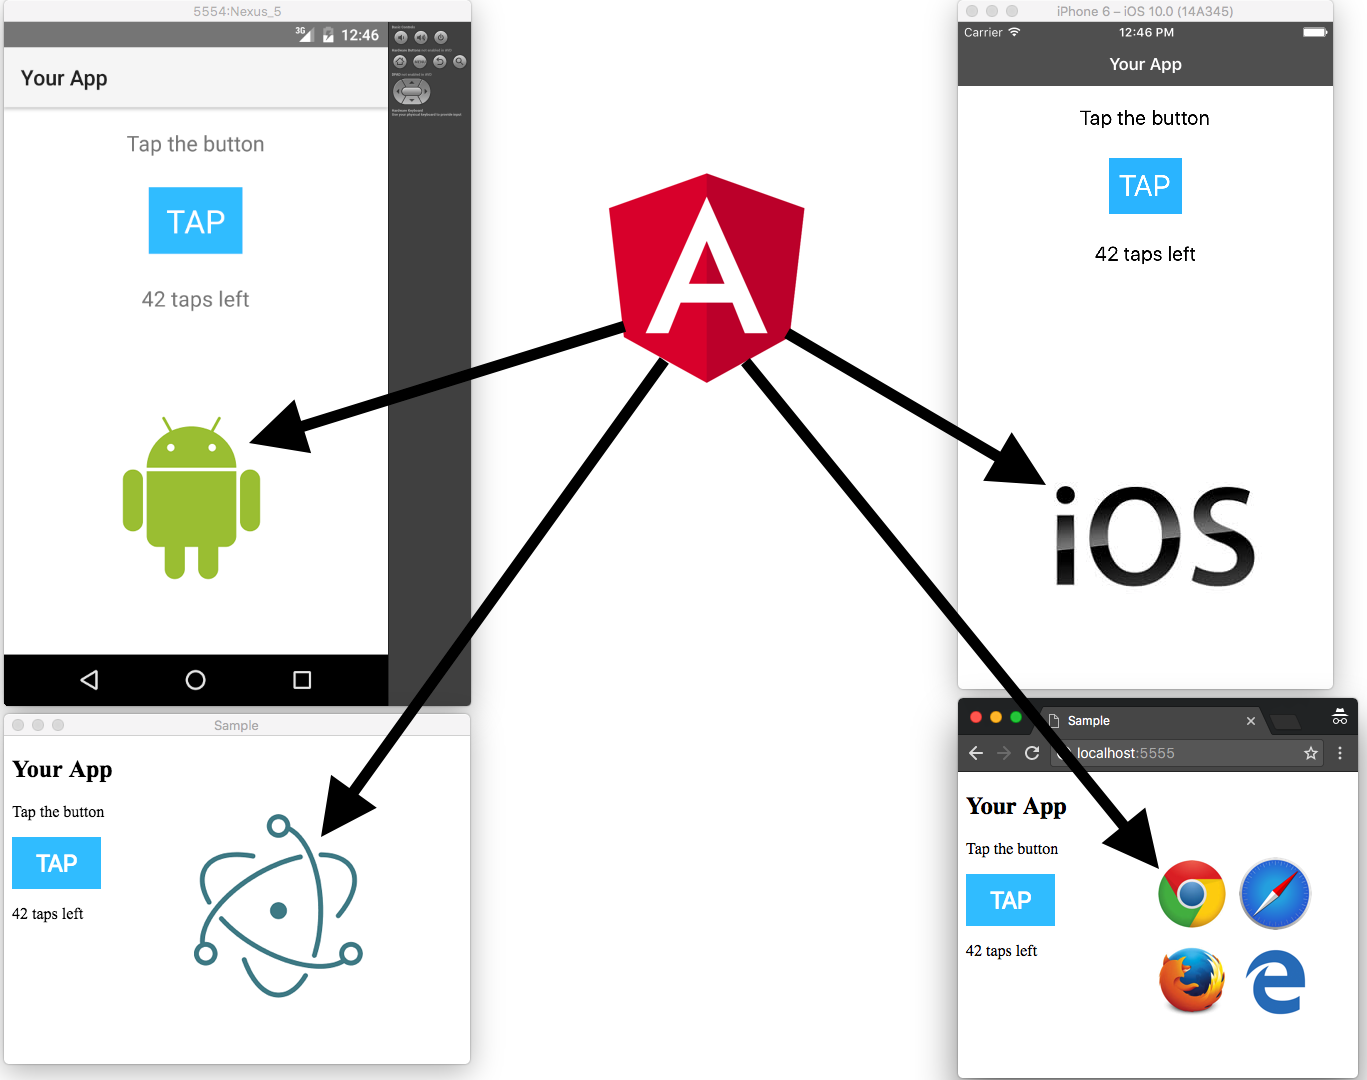 5554:Nexus_5
3G 12:46
Your App
Tap the button
TAP
42 taps left
MENU
iPhone 6 – iOS 10.0 (14A345)
Carrier 12:46 PM
Your App
Tap the button
TAP
42 taps left
A
iOS
Sample
Your App
Tap the button
TAP
42 taps left
Sample
localhost:5555
Your App
Tap the button
TAP
42 taps left